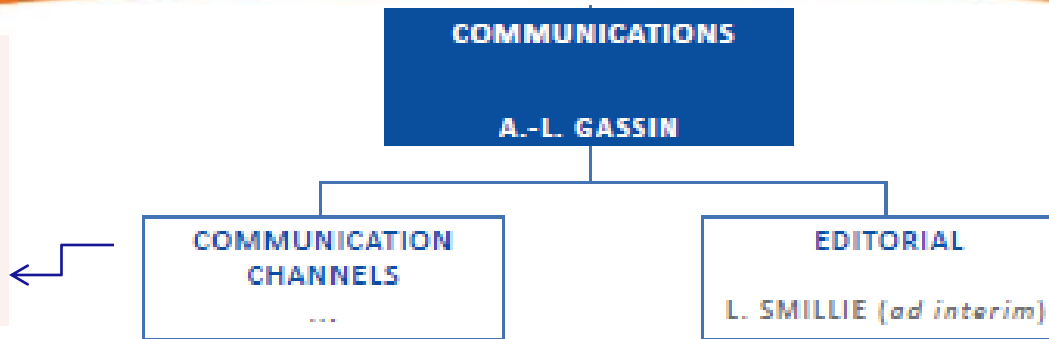 COMMUNICATIONS
A.-L. GASSIN
COMMUNICATION
CHANNELS
...
EDITORIAL
L. SMILLIE (ad interim)